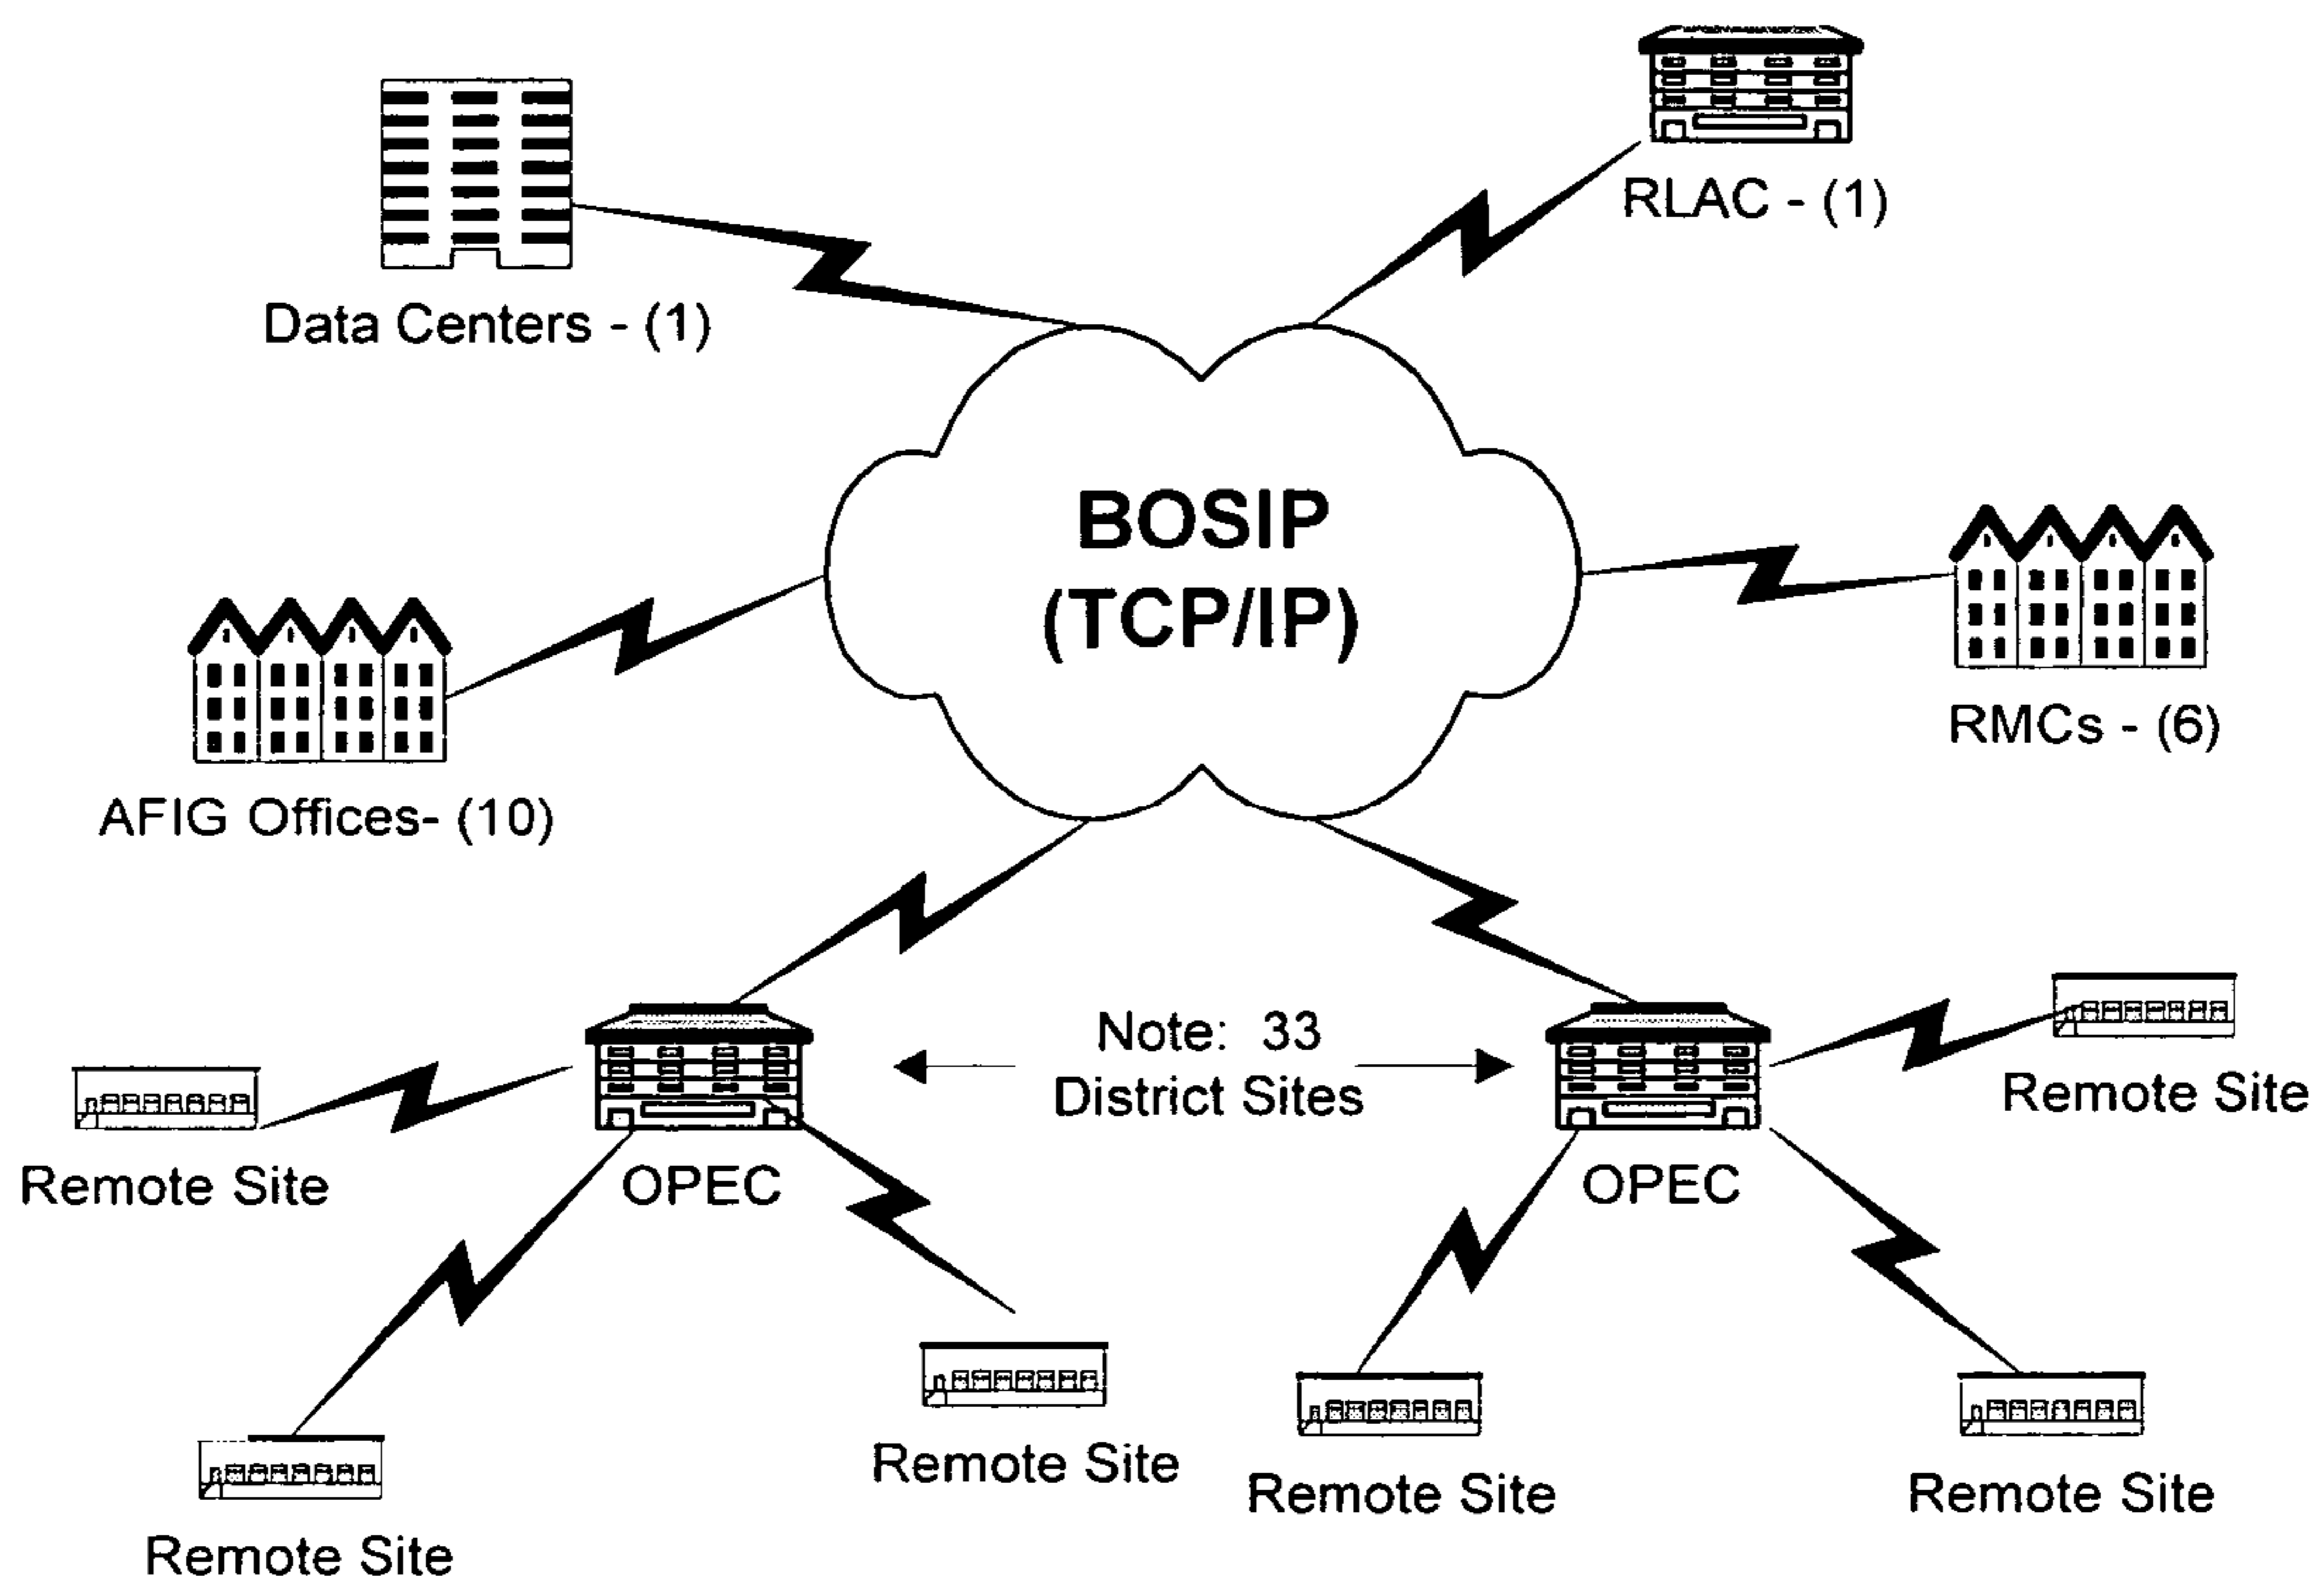 RLAC - (1)
Data Centers - (1)
BOSIP
(TCP/IP)
RMCs - (6)
AFIG Offices- (10)
Note: 33
District Sites
Remote Site
Remote Site
OPEC
OPEC
Remote Site
Remote Site
Remote Site
Remote Site